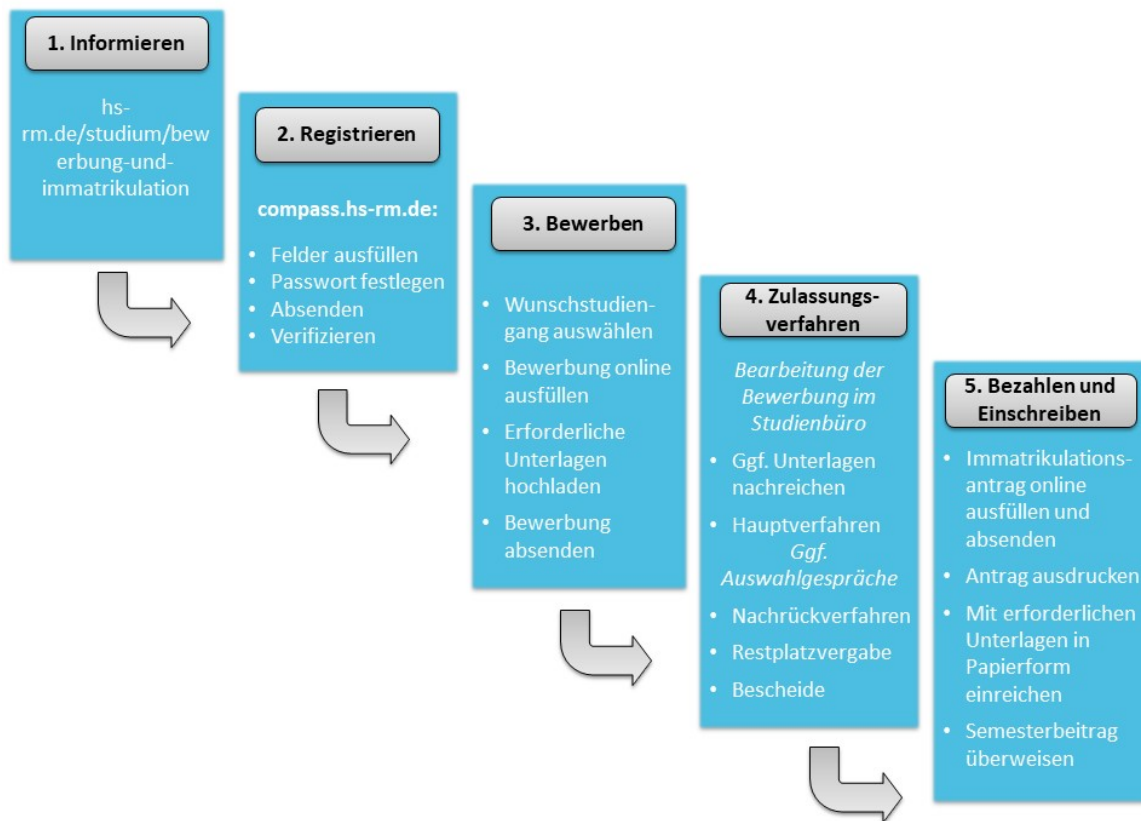 1. Informieren
hs-
rm.de/studium/bew
erbung-und-
immatrikulation
2. Registrieren
compass.hs-rm.de:
• Felder ausfüllen
• Passwort festlegen
• Absenden
• Verifizieren
3. Bewerben
• Wunschstudien-
gang auswählen
• Bewerbung online
ausfüllen
• Erforderliche
Unterlagen
hochladen
• Bewerbung
absenden
4. Zulassungs-
verfahren
Bearbeitung der
Bewerbung im
Studienbüro
• Ggf. Unterlagen
nachreichen
• Hauptverfahren
Ggf.
Auswahlgespräche
• Nachrückverfahren
• Restplatzvergabe
• Bescheide
5. Bezahlen und
Einschreiben
• Immatrikulations-
antrag online
ausfüllen und
absenden
• Antrag ausdrucken
• Mit erforderlichen
Unterlagen in
Papierform
einreichen
• Semesterbeitrag
überweisen